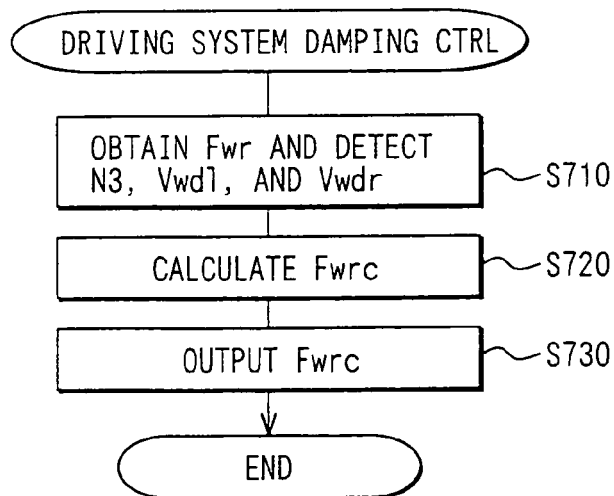 DRIVING SYSTEM DAMPING CTRL
OBTAIN Fwr AND DETECT
N3, Vwdl, AND Vwdr
S710
CALCULATE Fwrc
S720
OUTPUT Fwrc
S730
END